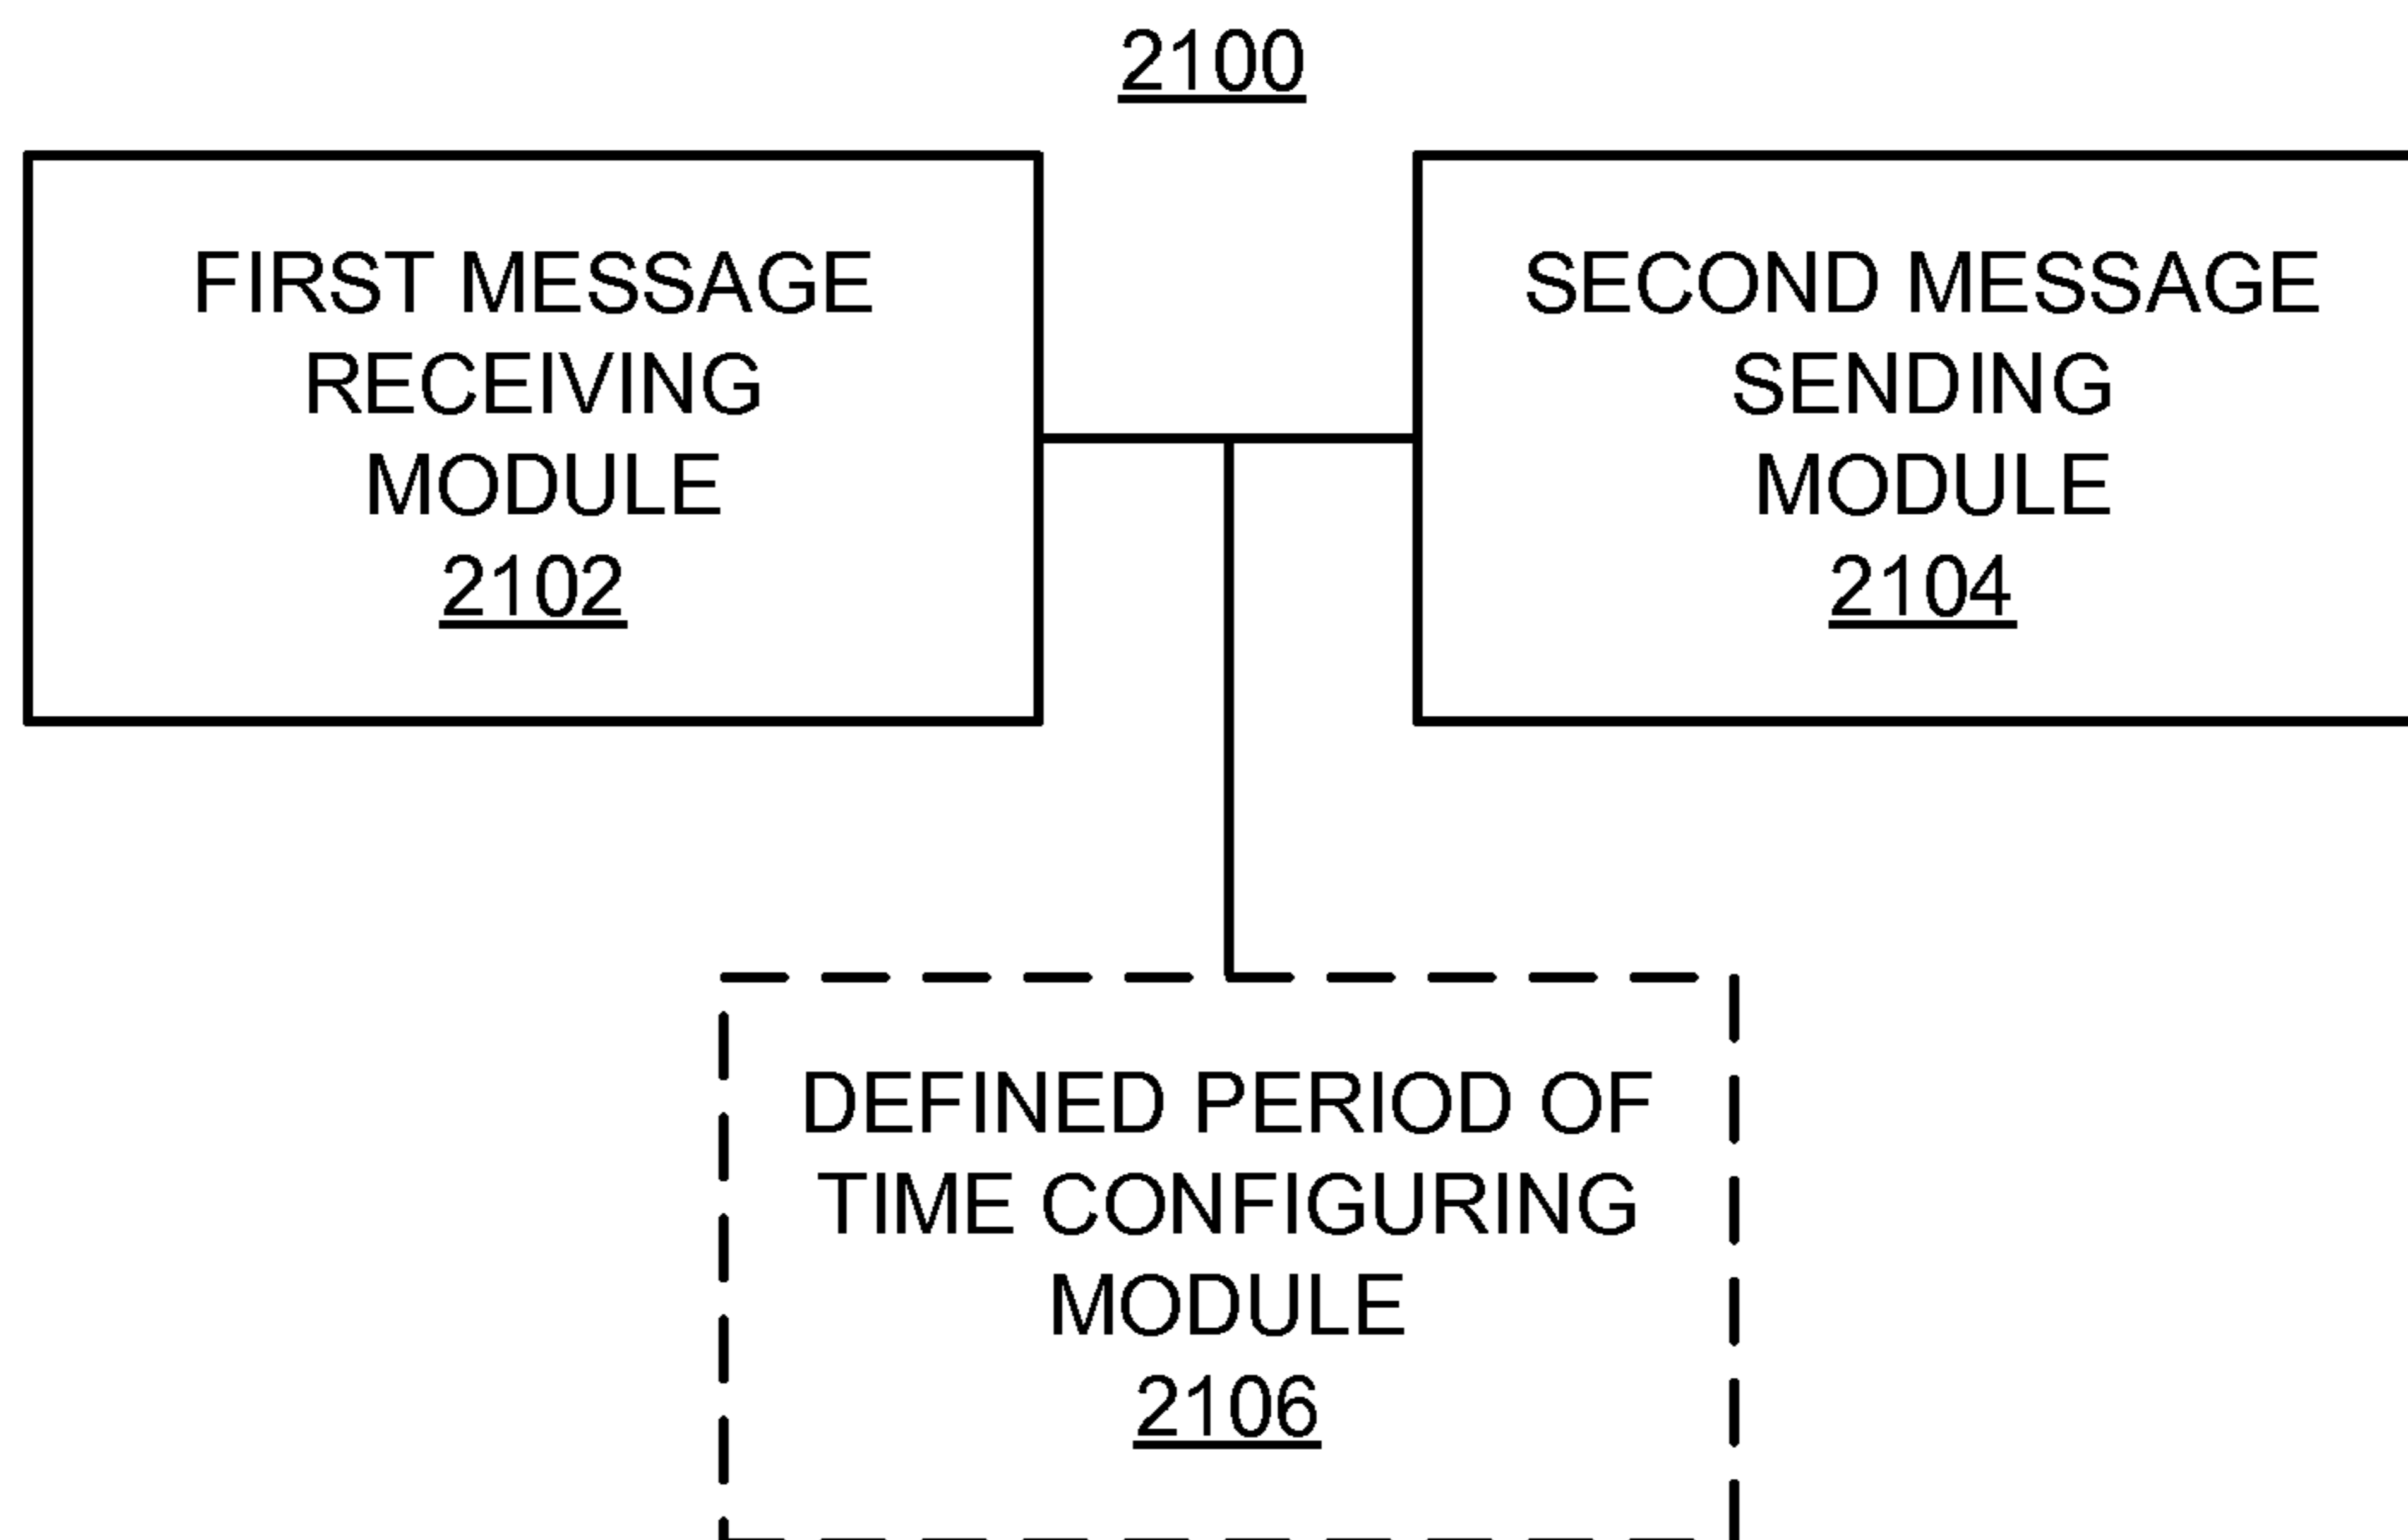 2100
FIRST MESSAGE
RECEIVING
MODULE
2102
SECOND MESSAGE
SENDING
MODULE
2104
DEFINED PERIOD OF
TIME CONFIGURING
MODULE
2106